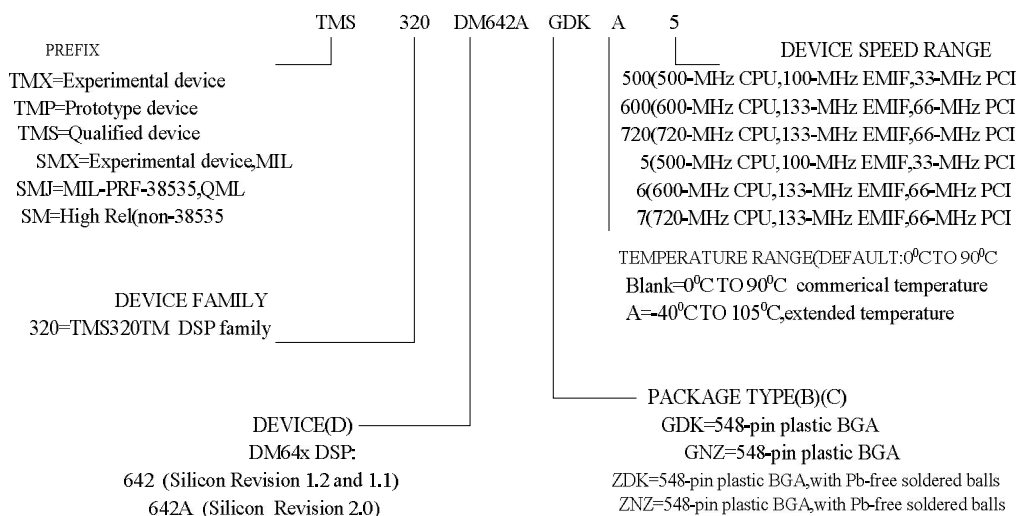 TMS 320 DM642A GDK A 5
PREFIX
TMX=Experimental device
TMP=Prototype device
TMS=Qualified device
SMX=Experimental device,MIL
SMJ=MIL-PRF-38535,QML
SM=High Rel(non-38535
DEVICE FAMILY
320=TMS320TM DSP family
DEVICE(D)
DM64x DSP:
642 (Silicon Revision 1.2 and 1.1)
642A (Silicon Revision 2.0)
DEVICE SPEED RANGE
500(500-MHz CPU,100-MHz EMIF,33-MHz PCI
600(600-MHz CPU,133-MHz EMIF,66-MHz PCI
720(720-MHz CPU,133-MHz EMIF,66-MHz PCI
5(500-MHz CPU,100-MHz EMIF,33-MHz PCI
6(600-MHz CPU,133-MHz EMIF,66-MHz PCI
7(720-MHz CPU,133-MHz EMIF,66-MHz PCI
TEMPERATURE RANGE(DEFAULT:0⁰CTO 90⁰C
Blank=0⁰C TO 90⁰C commerical temperature
A=-40⁰C TO 105⁰C,extended temperature
PACKAGE TYPE(B)(C)
GDK=548-pin plastic BGA
GNZ=548-pin plastic BGA
ZDK=548-pin plastic BGA,with Pb-free soldered balls
ZNZ=548-pin plastic BGA,with Pb-free soldered balls